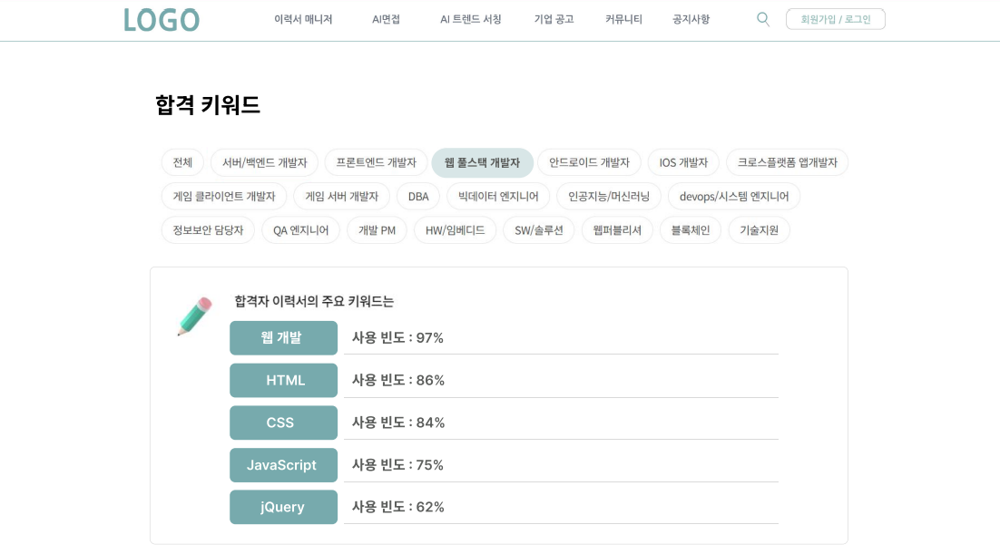 LOGO 이력서 매니저 AI면접 AI 트렌드 서칭 기업 공고 커뮤니티 공지사항 회원가입 / 로그인
합격 키워드
전체 서버/백엔드 개발자 프론트엔드 개발자 웹 풀스택 개발자 안드로이드 개발자 IOS 개발자 크로스플랫폼 앱개발자
게임 클라이언트 개발자 게임 서버 개발자 DBA 빅데이터 엔지니어 인공지능/머신러닝 devops/시스템 엔지니어
정보보안 담당자 QA 엔지니어 개발 PM HW/임베디드 SW/솔루션 웹퍼블리셔 블록체인 기술지원
합격자 이력서의 주요 키워드는
웹 개발 사용 빈도 : 97%
HTML 사용 빈도 : 86%
CSS 사용 빈도 : 84%
JavaScript 사용 빈도 : 75%
jQuery 사용 빈도 : 62%